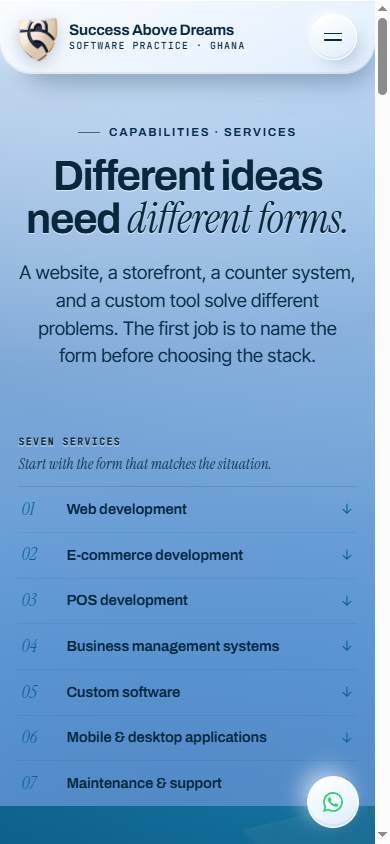 Success Above Dreams
SOFTWARE PRACTICE · GHANA
CAPABILITIES · SERVICES
Different ideas
need different forms.
A website, a storefront, a counter system,
and a custom tool solve different
problems. The first job is to name the
form before choosing the stack.
SEVEN SERVICES
Start with the form that matches the situation.
01 Web development
02 E-commerce development
03 POS development
04 Business management systems
05 Custom software
06 Mobile & desktop applications
07 Maintenance & support